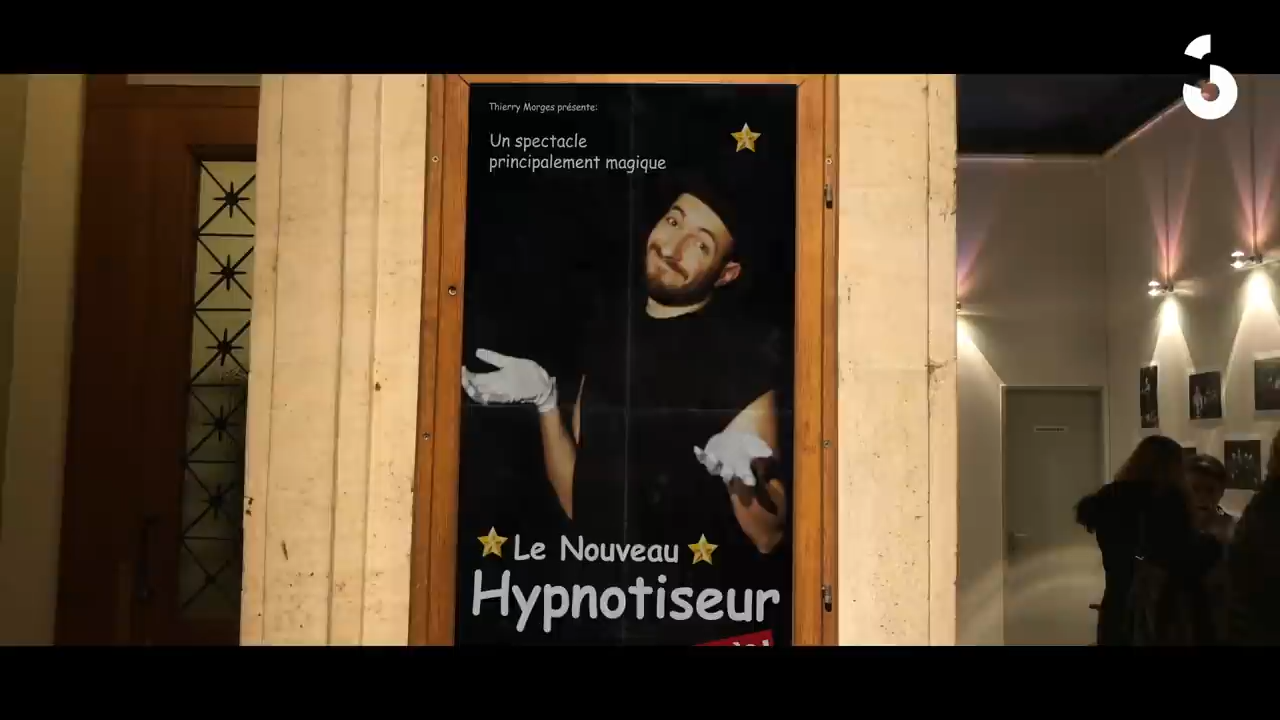 Thierry Morges présente:
Un spectacle
principalement magique
Le Nouveau
Hypnotiseur